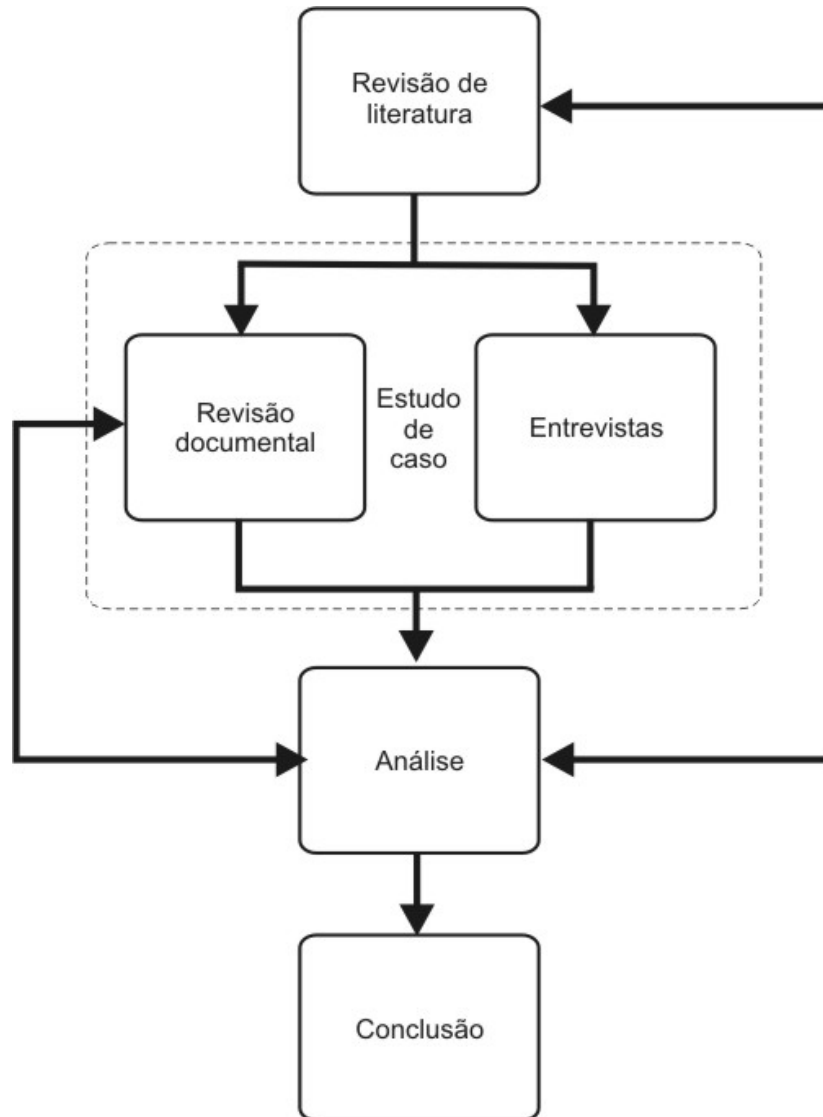 Revisão de
literatura
Revisão
documental
Estudo
de
caso
Entrevistas
Análise
Conclusão